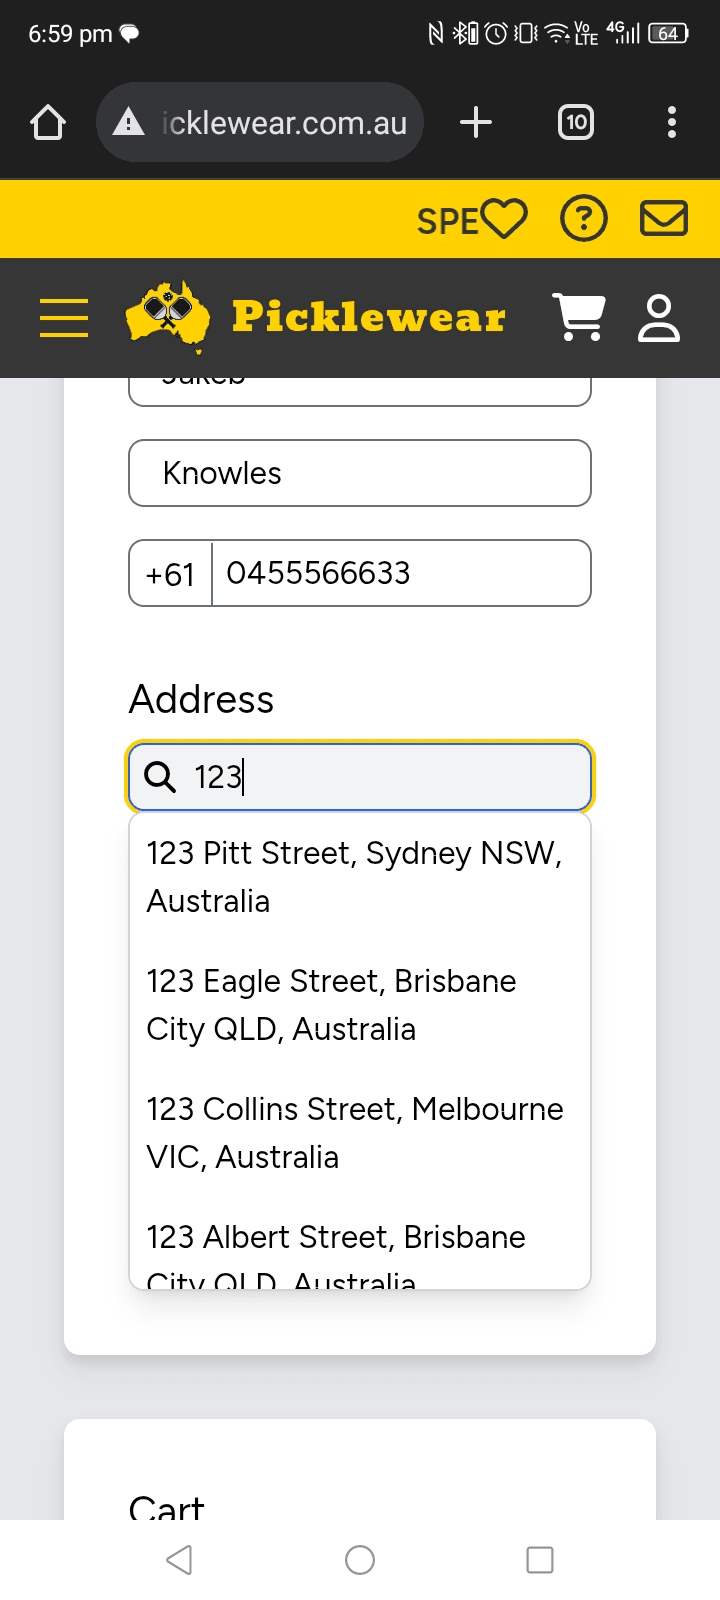 6:59 pm
Vo LTE 4G 64
icklewear.com.au
10
SPE
Picklewear
Jakeb
Knowles
+61 0455566633
Address
123
123 Pitt Street, Sydney NSW,
Australia
123 Eagle Street, Brisbane
City QLD, Australia
123 Collins Street, Melbourne
VIC, Australia
123 Albert Street, Brisbane
City QLD, Australia
Cart